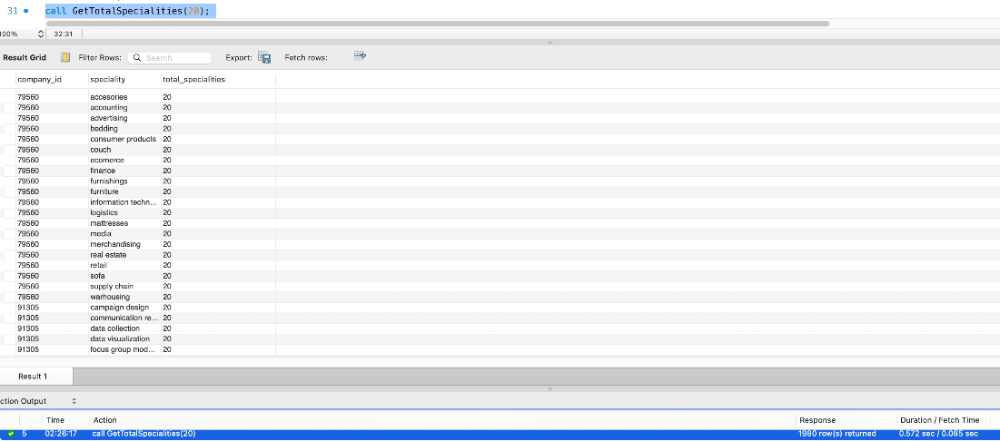 31 call GetTotalSpecialities(20);
100% 32:31
Result Grid Filter Rows: Search Export: Fetch rows:
company_id speciality total_specialities
79560 accesories 20
79560 accounting 20
79560 advertising 20
79560 bedding 20
79560 consumer products 20
79560 couch 20
79560 ecomerce 20
79560 finance 20
79560 furnishings 20
79560 furniture 20
79560 information techn... 20
79560 logistics 20
79560 mattresses 20
79560 media 20
79560 merchandising 20
79560 real estate 20
79560 retail 20
79560 sofa 20
79560 supply chain 20
79560 warhousing 20
91305 campaign design 20
91305 communication re... 20
91305 data collection 20
91305 data visualization 20
91305 focus group mod... 20
Result 1
ction Output
Time Action Response Duration / Fetch Time
5 02:26:17 call GetTotalSpecialities(20) 1980 row(s) returned 0.572 sec / 0.085 sec